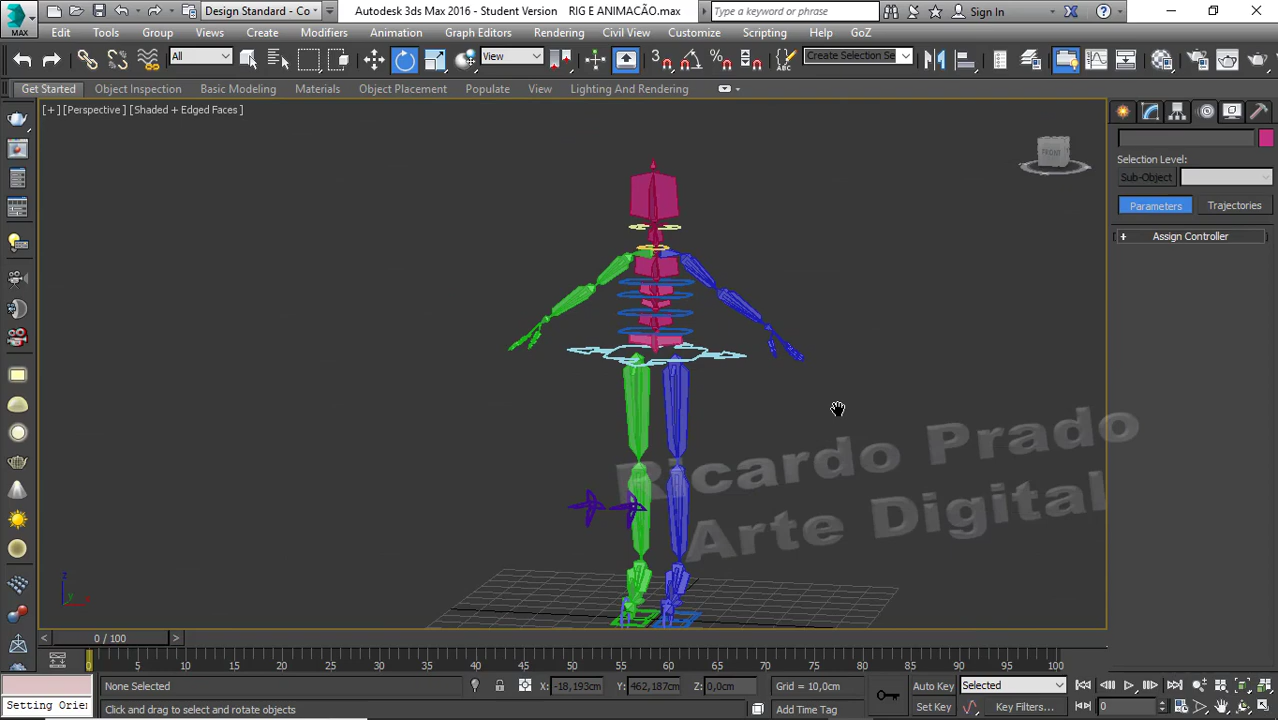 Design Standard - Co
Autodesk 3ds Max 2016 - Student Version    RIG E ANIMACÃO.max
Type a keyword or phrase
Sign In
MAX
Edit Tools Group Views Create Modifiers Animation Graph Editors Rendering Civil View Customize Scripting Help GoZ
All
View
Create Selection Se
Get Started Object Inspection Basic Modeling Materials Object Placement Populate View Lighting And Rendering
[+] [Perspective ] [Shaded + Edged Faces ]
FRONT
Selection Level:
Sub-Object
Parameters Trajectories
+ Assign Controller
Ricardo Prado
Arte Digital
z
y
x
< 0 / 100 >
0 5 10 15 20 25 30 35 40 45 50 55 60 65 70 75 80 85 90 95 100
None Selected
X: -18,193cm Y: 462,187cm Z: 0,0cm Grid = 10,0cm
Auto Key Selected
Setting Orie
Click and drag to select and rotate objects
Add Time Tag
Set Key Key Filters...
0